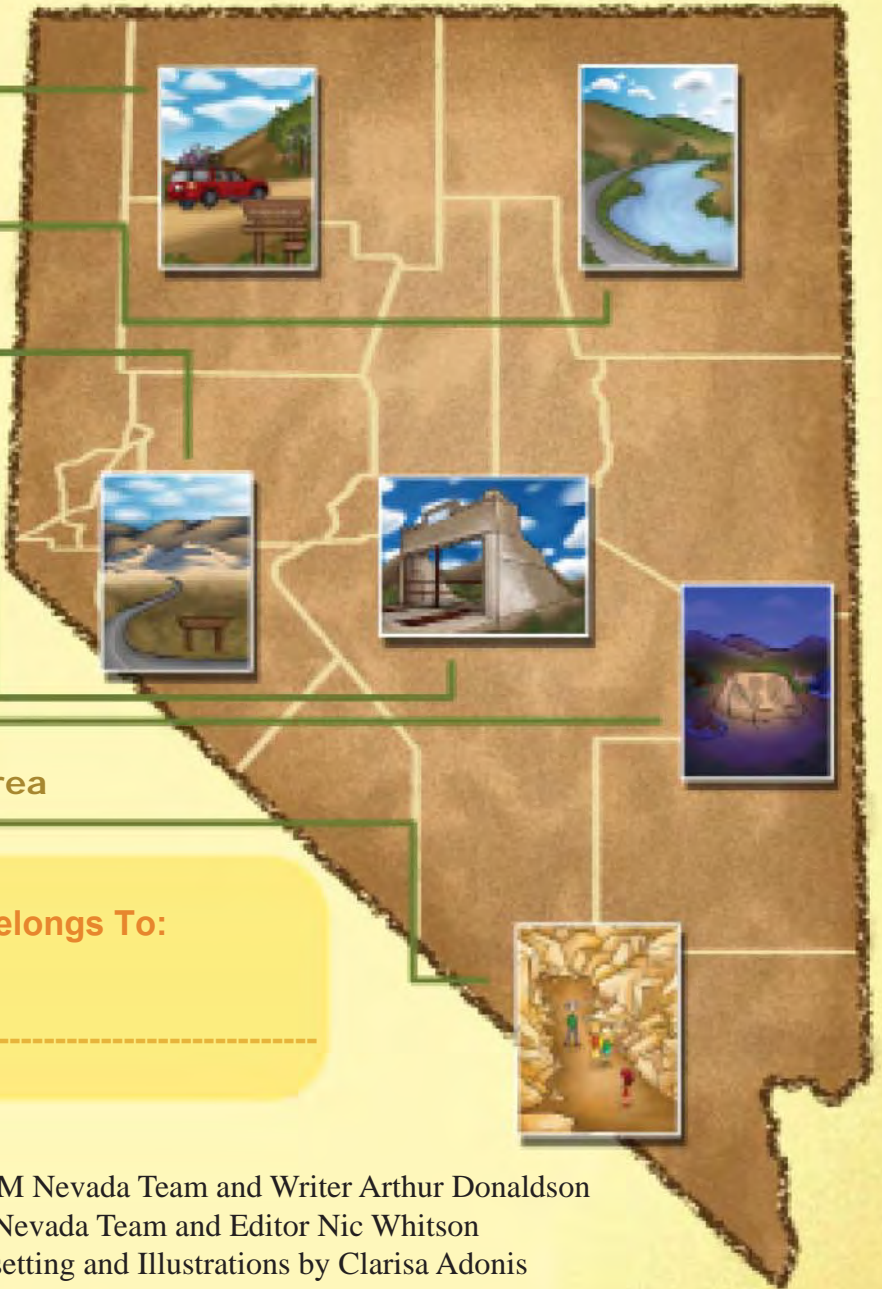 rea
elongs To:
M Nevada Team and Writer Arthur Donaldson
Nevada Team and Editor Nic Whitson
setting and Illustrations by Clarisa Adonis